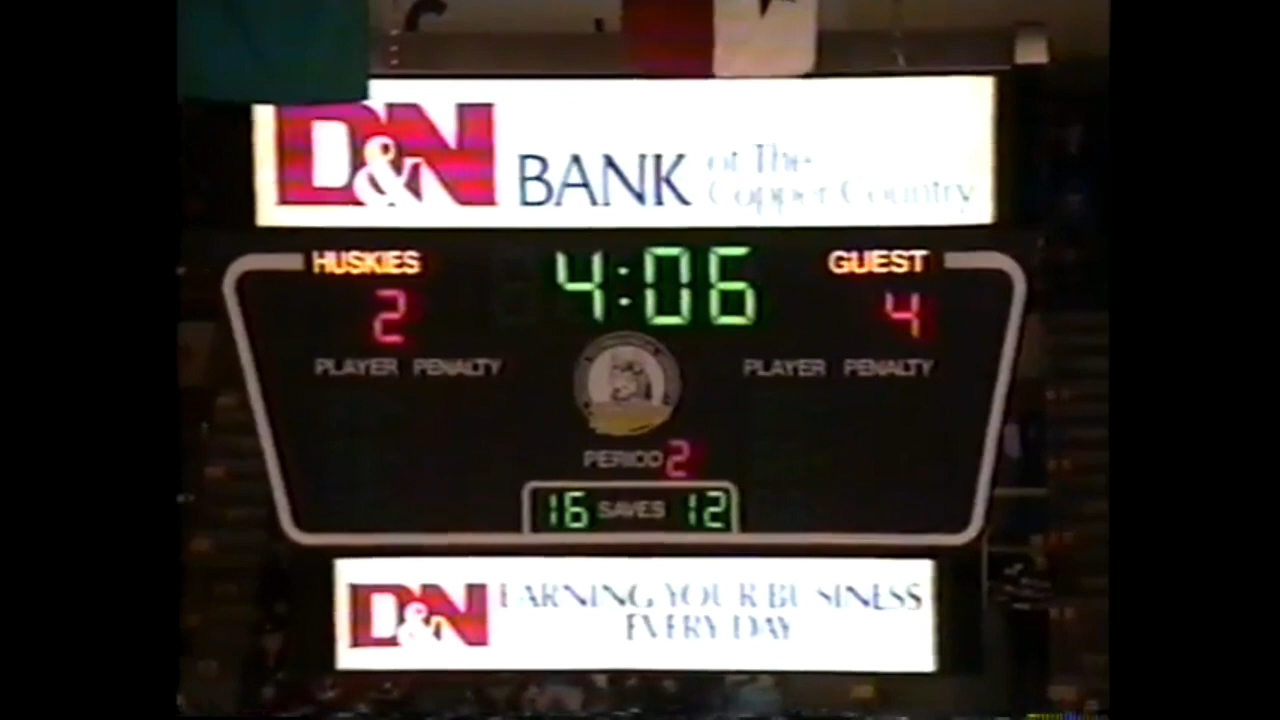 D&N BANK of The
Copper Country
HUSKIES 4:06 GUEST
2 4
PLAYER PENALTY PLAYER PENALTY
PERIOD 2
16 SAVES 12
D&N EARNING YOUR BUSINESS
EVERY DAY